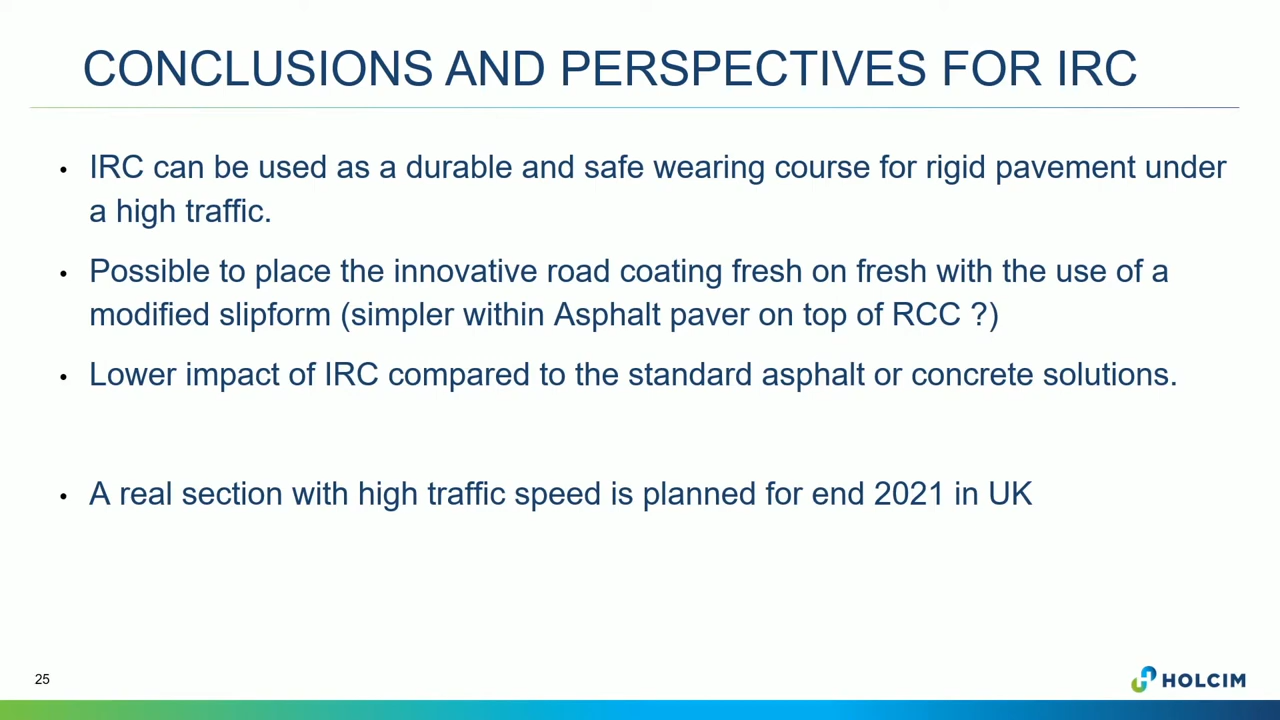 CONCLUSIONS AND PERSPECTIVES FOR IRC
• IRC can be used as a durable and safe wearing course for rigid pavement under
a high traffic.
• Possible to place the innovative road coating fresh on fresh with the use of a
modified slipform (simpler within Asphalt paver on top of RCC ?)
• Lower impact of IRC compared to the standard asphalt or concrete solutions.
• A real section with high traffic speed is planned for end 2021 in UK
25
HOLCIM